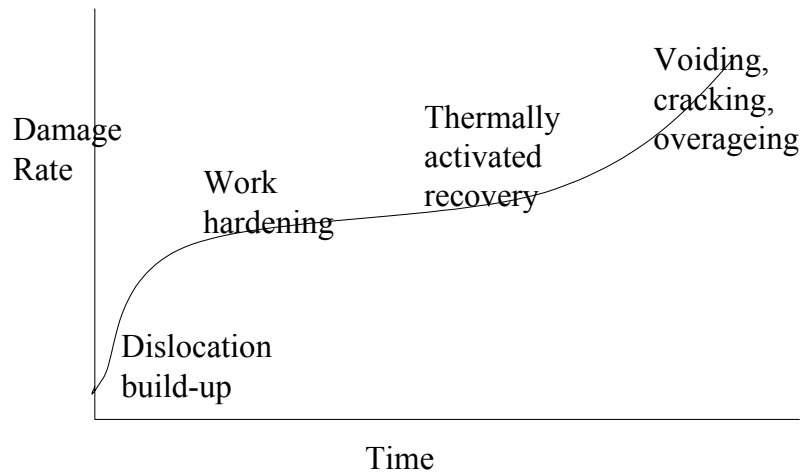 Damage
Rate
Dislocation
build-up
Work
hardening
Thermally
activated
recovery
Voiding,
cracking,
overageing
Time